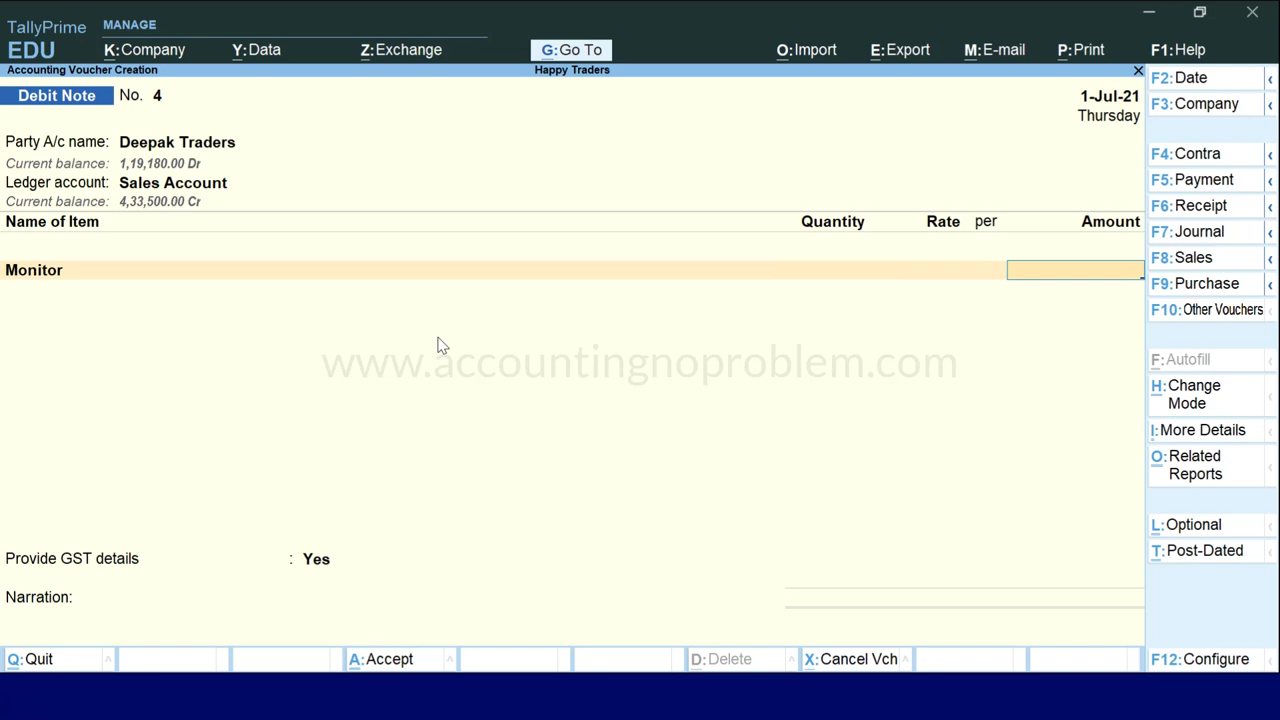 TallyPrime
MANAGE
EDU
K:Company
Y:Data
Z:Exchange
G:Go To
O:Import
E:Export
M:E-mail
P:Print
F1:Help
Accounting Voucher Creation
Happy Traders
Debit Note No. 4
1-Jul-21
Thursday
Party A/c name: Deepak Traders
Current balance: 1,19,180.00 Dr
Ledger account: Sales Account
Current balance: 4,33,500.00 Cr
Name of Item Quantity Rate per Amount
Monitor
www.accountingnoproblem.com
Provide GST details : Yes
Narration:
F2:Date
F3:Company
F4:Contra
F5:Payment
F6:Receipt
F7:Journal
F8:Sales
F9:Purchase
F10:Other Vouchers
F:Autofill
H:Change
Mode
I:More Details
O:Related
Reports
L:Optional
T:Post-Dated
Q:Quit
A:Accept
D:Delete
X:Cancel Vch
F12:Configure